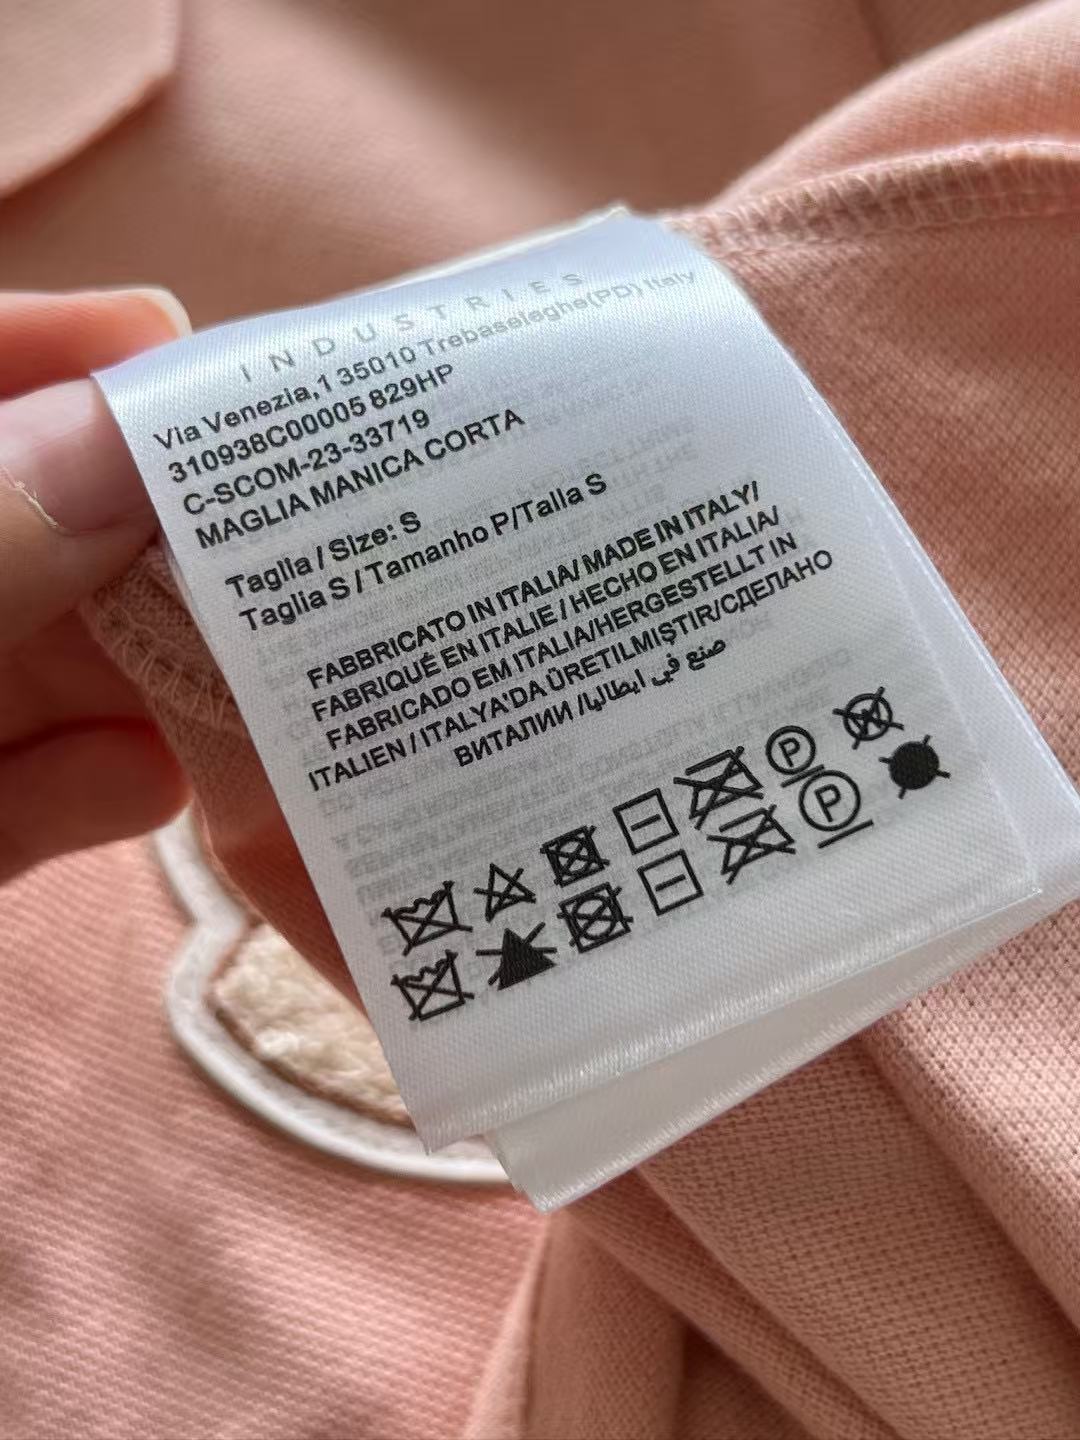 INDUSTRIES
Via Venezia,1 35010 Trebaseleghe(PD) Italy
310938C00005 829HP
C-SCOM-23-33719
MAGLIA MANICA CORTA
Taglia / Size: S
Taglia S / Tamanho P/Talla S
FABBRICATO IN ITALIA/ MADE IN ITALY/
FABRIQUÉ EN ITALIE / HECHO EN ITALIA/
FABRICADO EM ITALIA/HERGESTELLT IN
ITALIEN / ITALYA'DA ÜRETILMIŞTIR/СДЕЛАНО
ВИТАЛИИ / صنع في ايطاليا
P
P